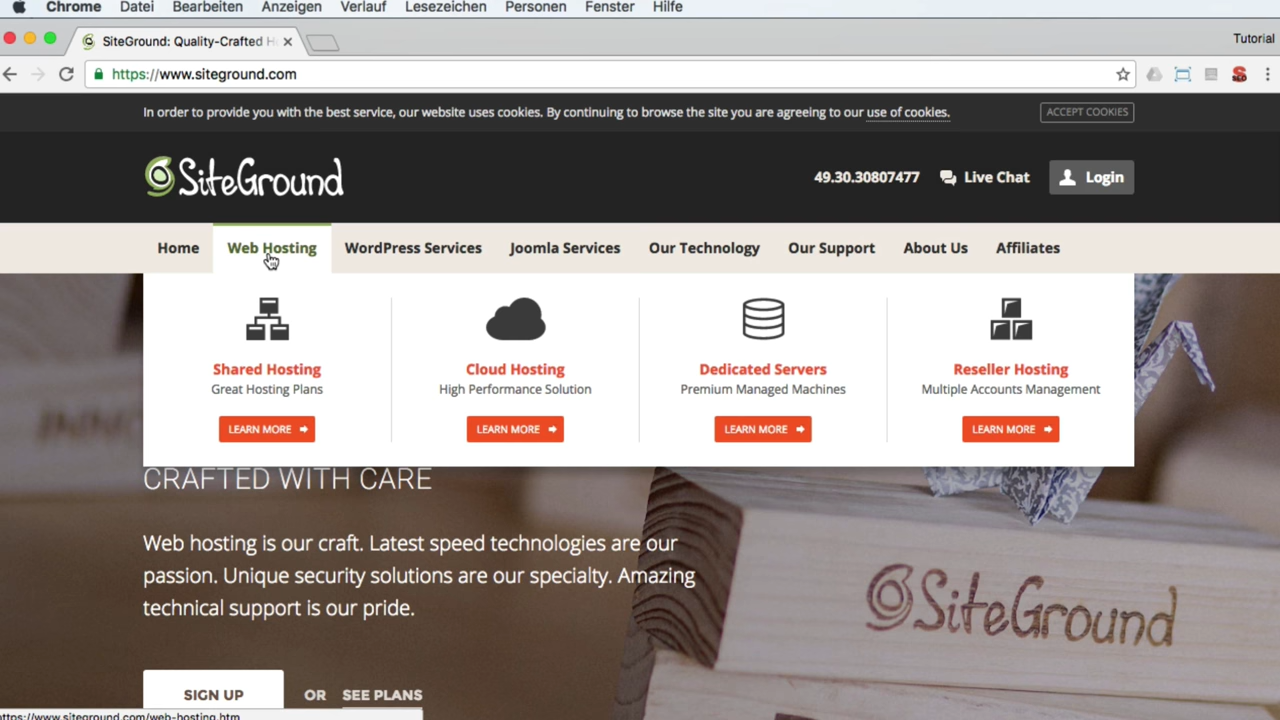 Chrome Datei Bearbeiten Anzeigen Verlauf Lesezeichen Personen Fenster Hilfe
SiteGround: Quality-Crafted H
Tutorial
https://www.siteground.com
SEO
In order to provide you with the best service, our website uses cookies. By continuing to browse the site you are agreeing to our use of cookies.
ACCEPT COOKIES
SiteGround
49.30.30807477
Live Chat
Login
Home Web Hosting WordPress Services Joomla Services Our Technology Our Support About Us Affiliates
Shared Hosting Cloud Hosting Dedicated Servers Reseller Hosting
Great Hosting Plans High Performance Solution Premium Managed Machines Multiple Accounts Management
LEARN MORE LEARN MORE LEARN MORE LEARN MORE
CRAFTED WITH CARE
Web hosting is our craft. Latest speed technologies are our
passion. Unique security solutions are our specialty. Amazing
technical support is our pride.
SiteGround
SIGN UP OR SEE PLANS
https://www.siteground.com/web-hosting.htm